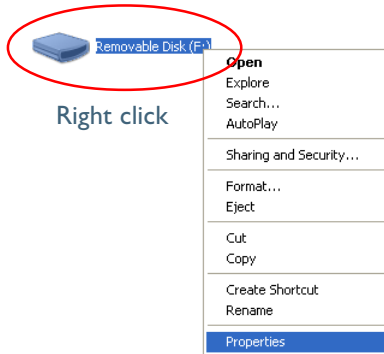 Removable Disk (F:)
Right click
Open
Explore
Search...
AutoPlay
Sharing and Security...
Format...
Eject
Cut
Copy
Create Shortcut
Rename
Properties